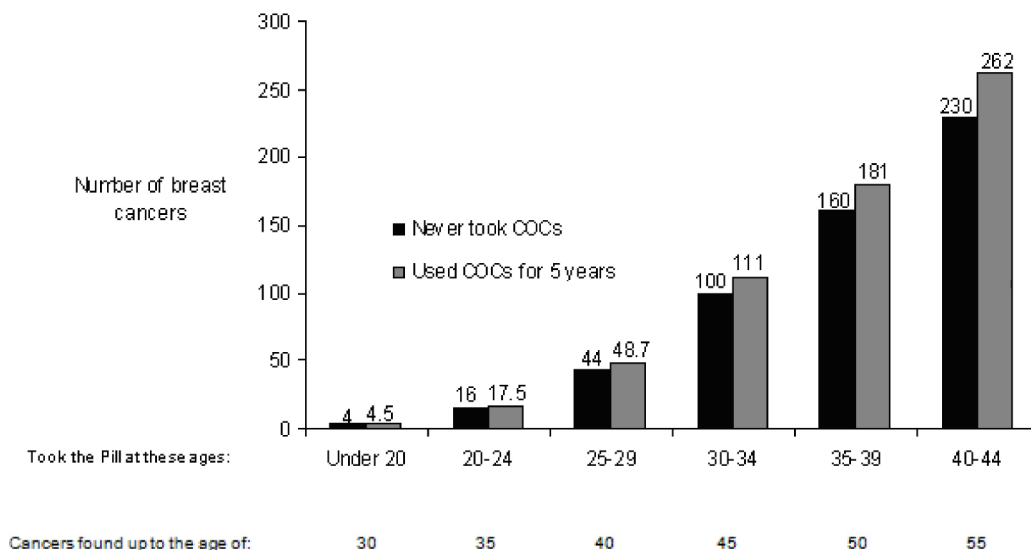 300
250
200
150
100
50
0
Number of breast
cancers
Never took COCs
Used COCs for 5 years
4 4.5
16 17.5
44 48.7
100 111
160 181
230 262
Took the Pill at these ages: Under 20 20-24 25-29 30-34 35-39 40-44
Cancers found up to the age of: 30 35 40 45 50 55